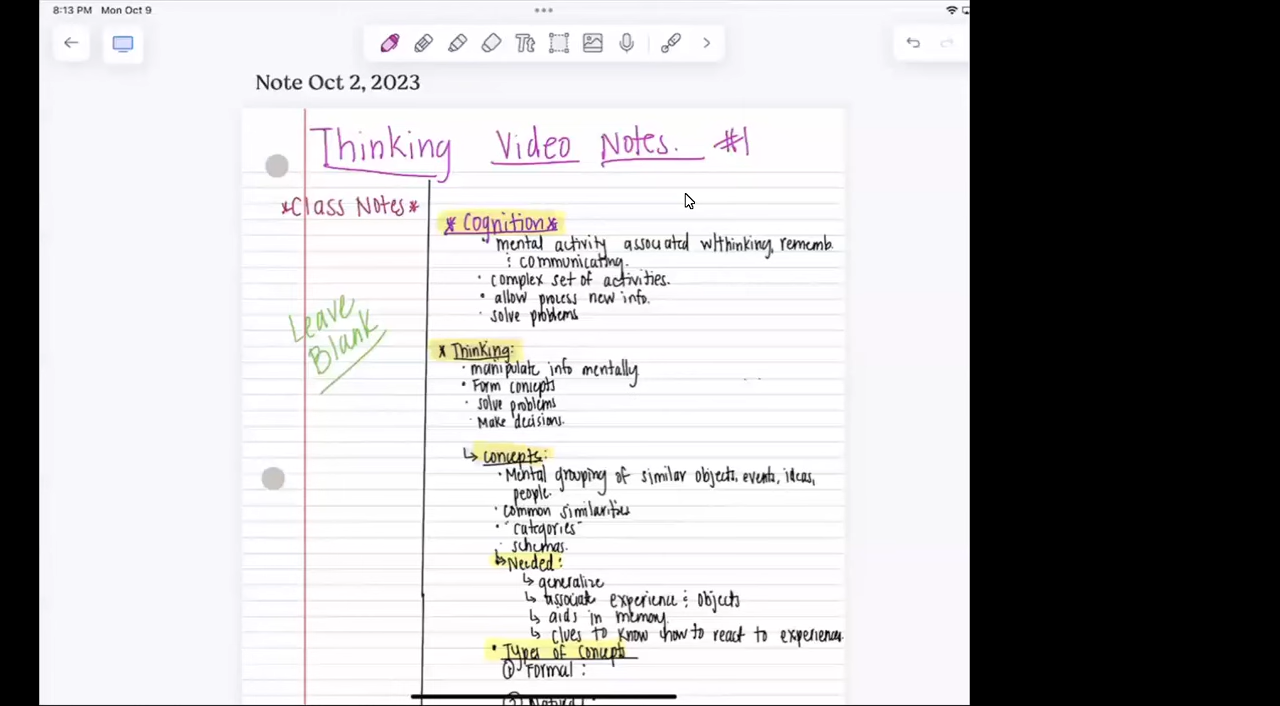 8:13 PM Mon Oct 9
Note Oct 2, 2023
Thinking Video Notes. #1
*Class Notes*
Leave
Blank
*Cognition*
· mental activity associated w/thinking, rememb.
& communicating.
· complex set of activities.
· allow process new info.
· solve problems
* Thinking:
· manipulate info mentally
· Form concepts
· solve problems
· Make decisions.
↳ concepts:
· Mental grouping of similar objects, events, ideas,
people.
· common similarities
· "categories"
· schemas.
↳ Needed:
↳ generalize
↳ associate experience & objects
↳ aids in memory
↳ clues to know how to react to experiences
· Types of concepts
① Formal:
② Natural: